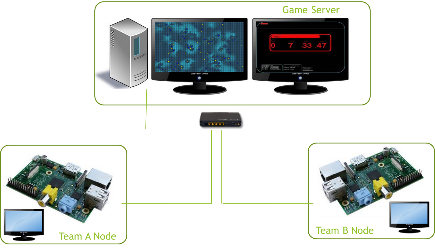 Game Server
0 7 33 47
Team A Node
Team B Node